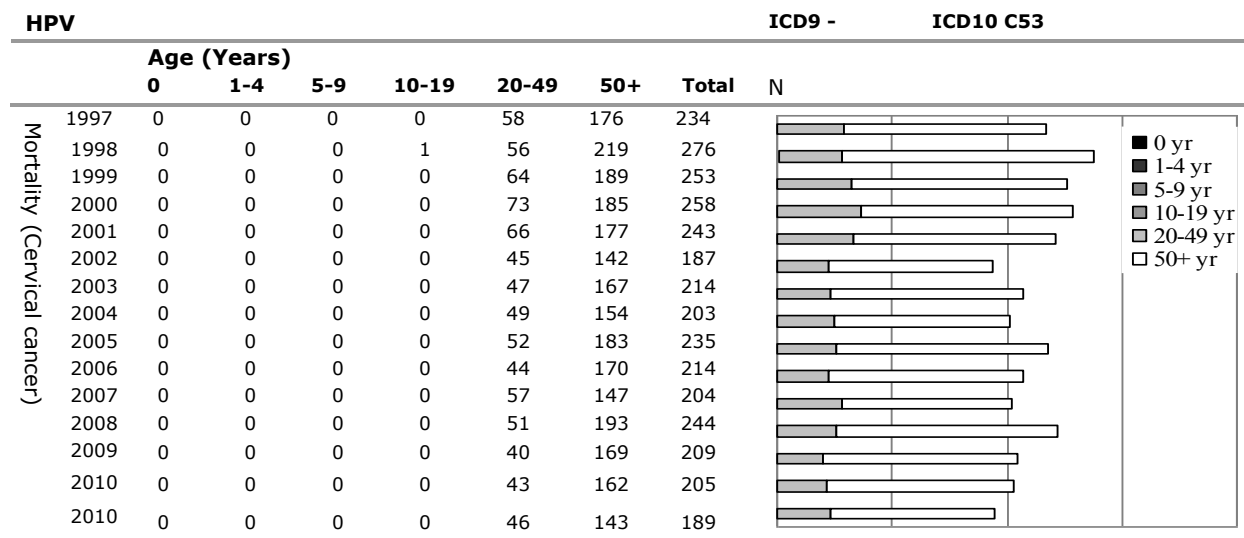 HPV ICD9 - ICD10 C53
Age (Years)
0 1-4 5-9 10-19 20-49 50+ Total N
Mortality (Cervical cancer)
1997 0 0 0 0 58 176 234
1998 0 0 0 1 56 219 276
1999 0 0 0 0 64 189 253
2000 0 0 0 0 73 185 258
2001 0 0 0 0 66 177 243
2002 0 0 0 0 45 142 187
2003 0 0 0 0 47 167 214
2004 0 0 0 0 49 154 203
2005 0 0 0 0 52 183 235
2006 0 0 0 0 44 170 214
2007 0 0 0 0 57 147 204
2008 0 0 0 0 51 193 244
2009 0 0 0 0 40 169 209
2010 0 0 0 0 43 162 205
2010 0 0 0 0 46 143 189
0 yr
1-4 yr
5-9 yr
10-19 yr
20-49 yr
50+ yr